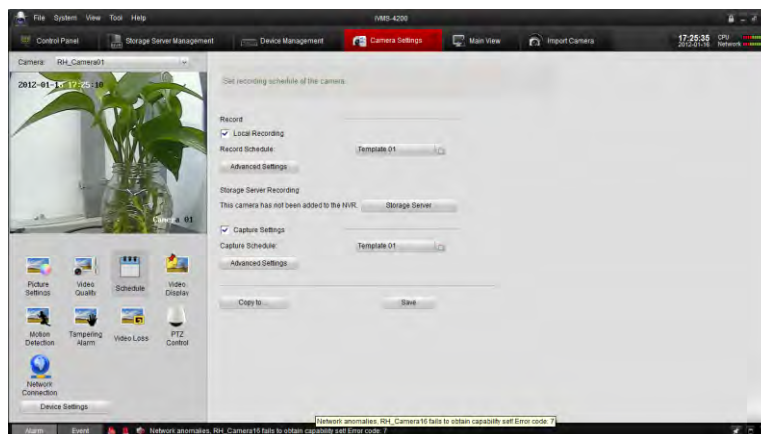 File System View Tool Help iVMS-4200
Control Panel Storage Server Management Device Management Camera Settings Main View Import Camera 17:25:35 CPU
2012-01-16 Network
Camera: RH_Camera01
2012-01-16 17:25:10
Camera 01
Set recording schedule of the camera.
Record
Local Recording
Record Schedule: Template 01
Advanced Settings
Storage Server Recording
This camera has not been added to the NVR. Storage Server
Capture Settings
Capture Schedule: Template 01
Advanced Settings
Copy to... Save
Picture Settings
Video Quality
Schedule
Video Display
Motion Detection
Tampering Alarm
Video Loss
PTZ Control
Network Connection
Device Settings
Network anomalies, RH_Camera16 fails to obtain capability set! Error code: 7
Alarm Event Network anomalies, RH_Camera16 fails to obtain capability set! Error code: 7